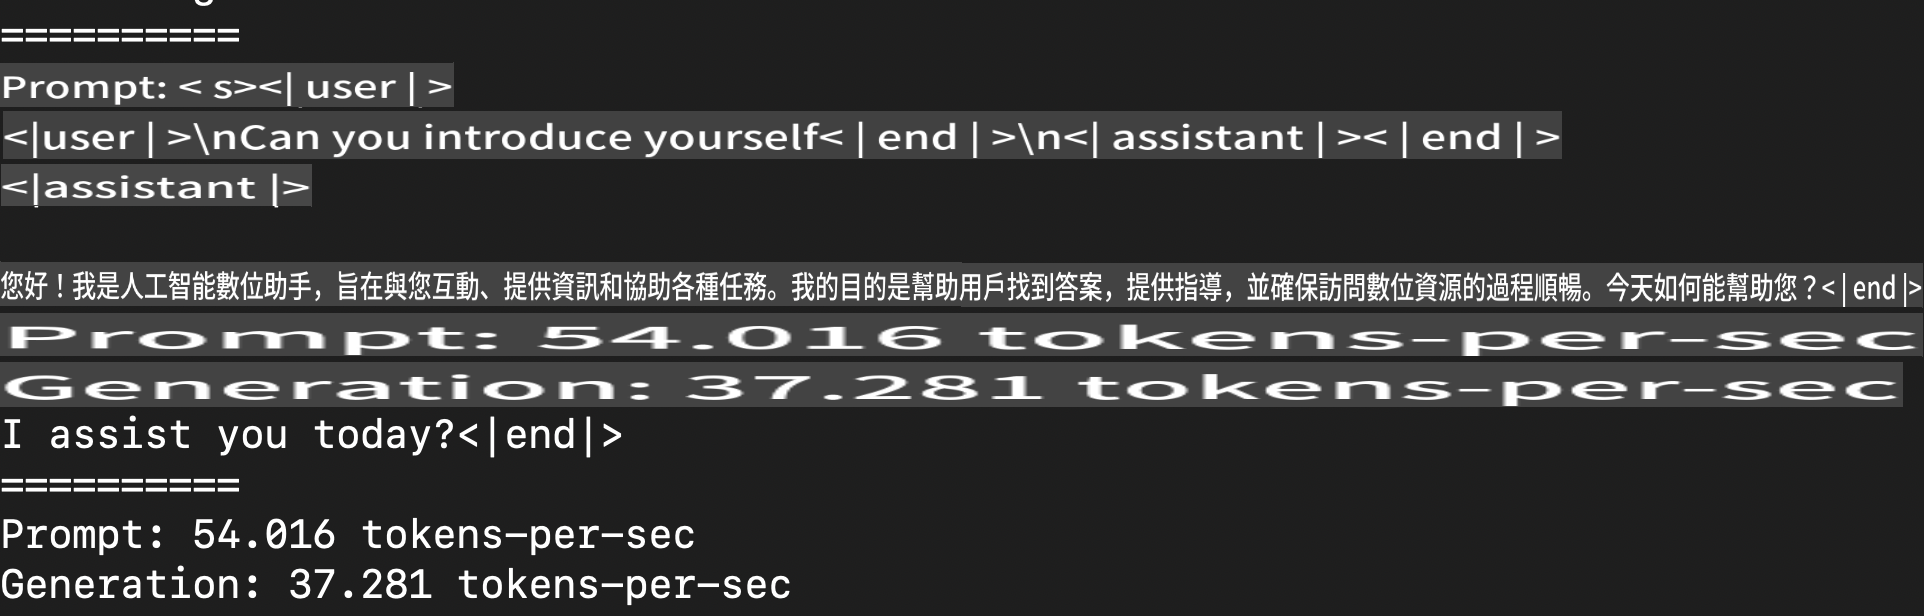 ==========
Prompt: < s><| user | >
<|user | >\nCan you introduce yourself< | end | >\n<| assistant | >< | end | >
<|assistant |>
您好！我是人工智能數位助手，旨在與您互動、提供資訊和協助各種任務。我的目的是幫助用戶找到答案，提供指導，並確保訪問數位資源的過程順暢。今天如何能幫助您？< | end |>
Prompt: 54.016 tokens-per-sec
Generation: 37.281 tokens-per-sec
I assist you today?<|end|>
==========
Prompt: 54.016 tokens-per-sec
Generation: 37.281 tokens-per-sec